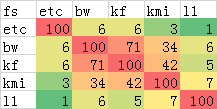 fs etc bw kf kmi l1
etc 100 6 6 3 1
bw 6 100 71 34 6
kf 6 71 100 42 5
kmi 3 34 42 100 7
l1 1 6 5 7 100